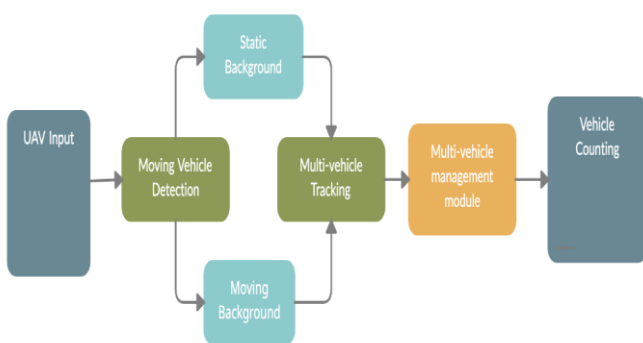 UAV Input
Moving Vehicle
Detection
Static
Background
Moving
Background
Multi-vehicle
Tracking
Multi-vehicle
management
module
Vehicle
Counting